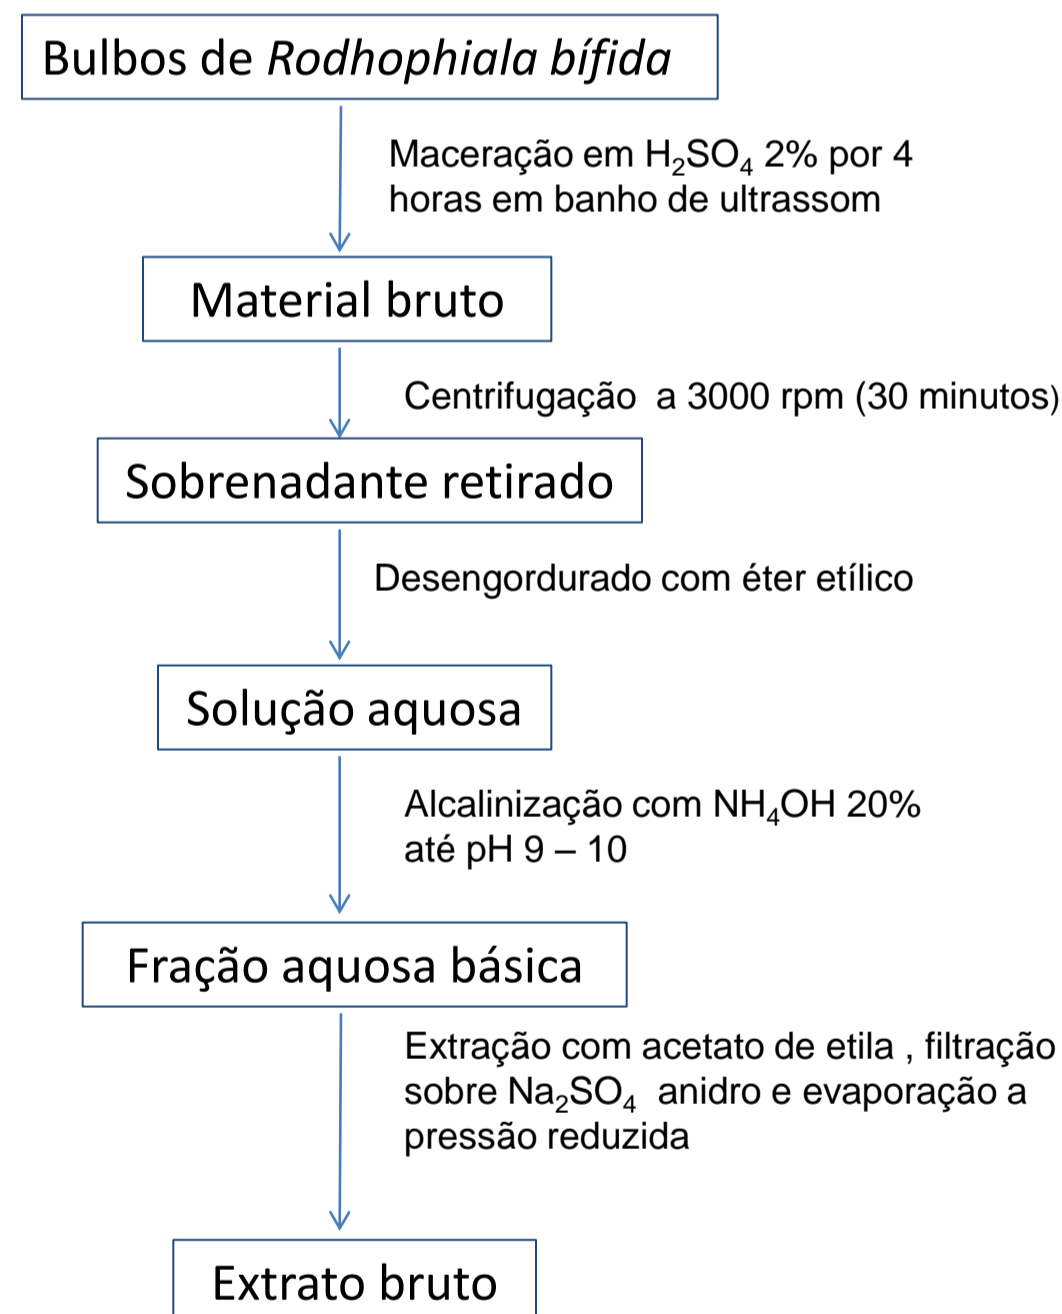 Bulbos de Rodhophiala bífida
Maceração em H₂SO₄ 2% por 4
horas em banho de ultrassom
Material bruto
Centrifugação a 3000 rpm (30 minutos)
Sobrenadante retirado
Desengordurado com éter etílico
Solução aquosa
Alcalinização com NH₄OH 20%
até pH 9 – 10
Fração aquosa básica
Extração com acetato de etila , filtração
sobre Na₂SO₄ anidro e evaporação a
pressão reduzida
Extrato bruto